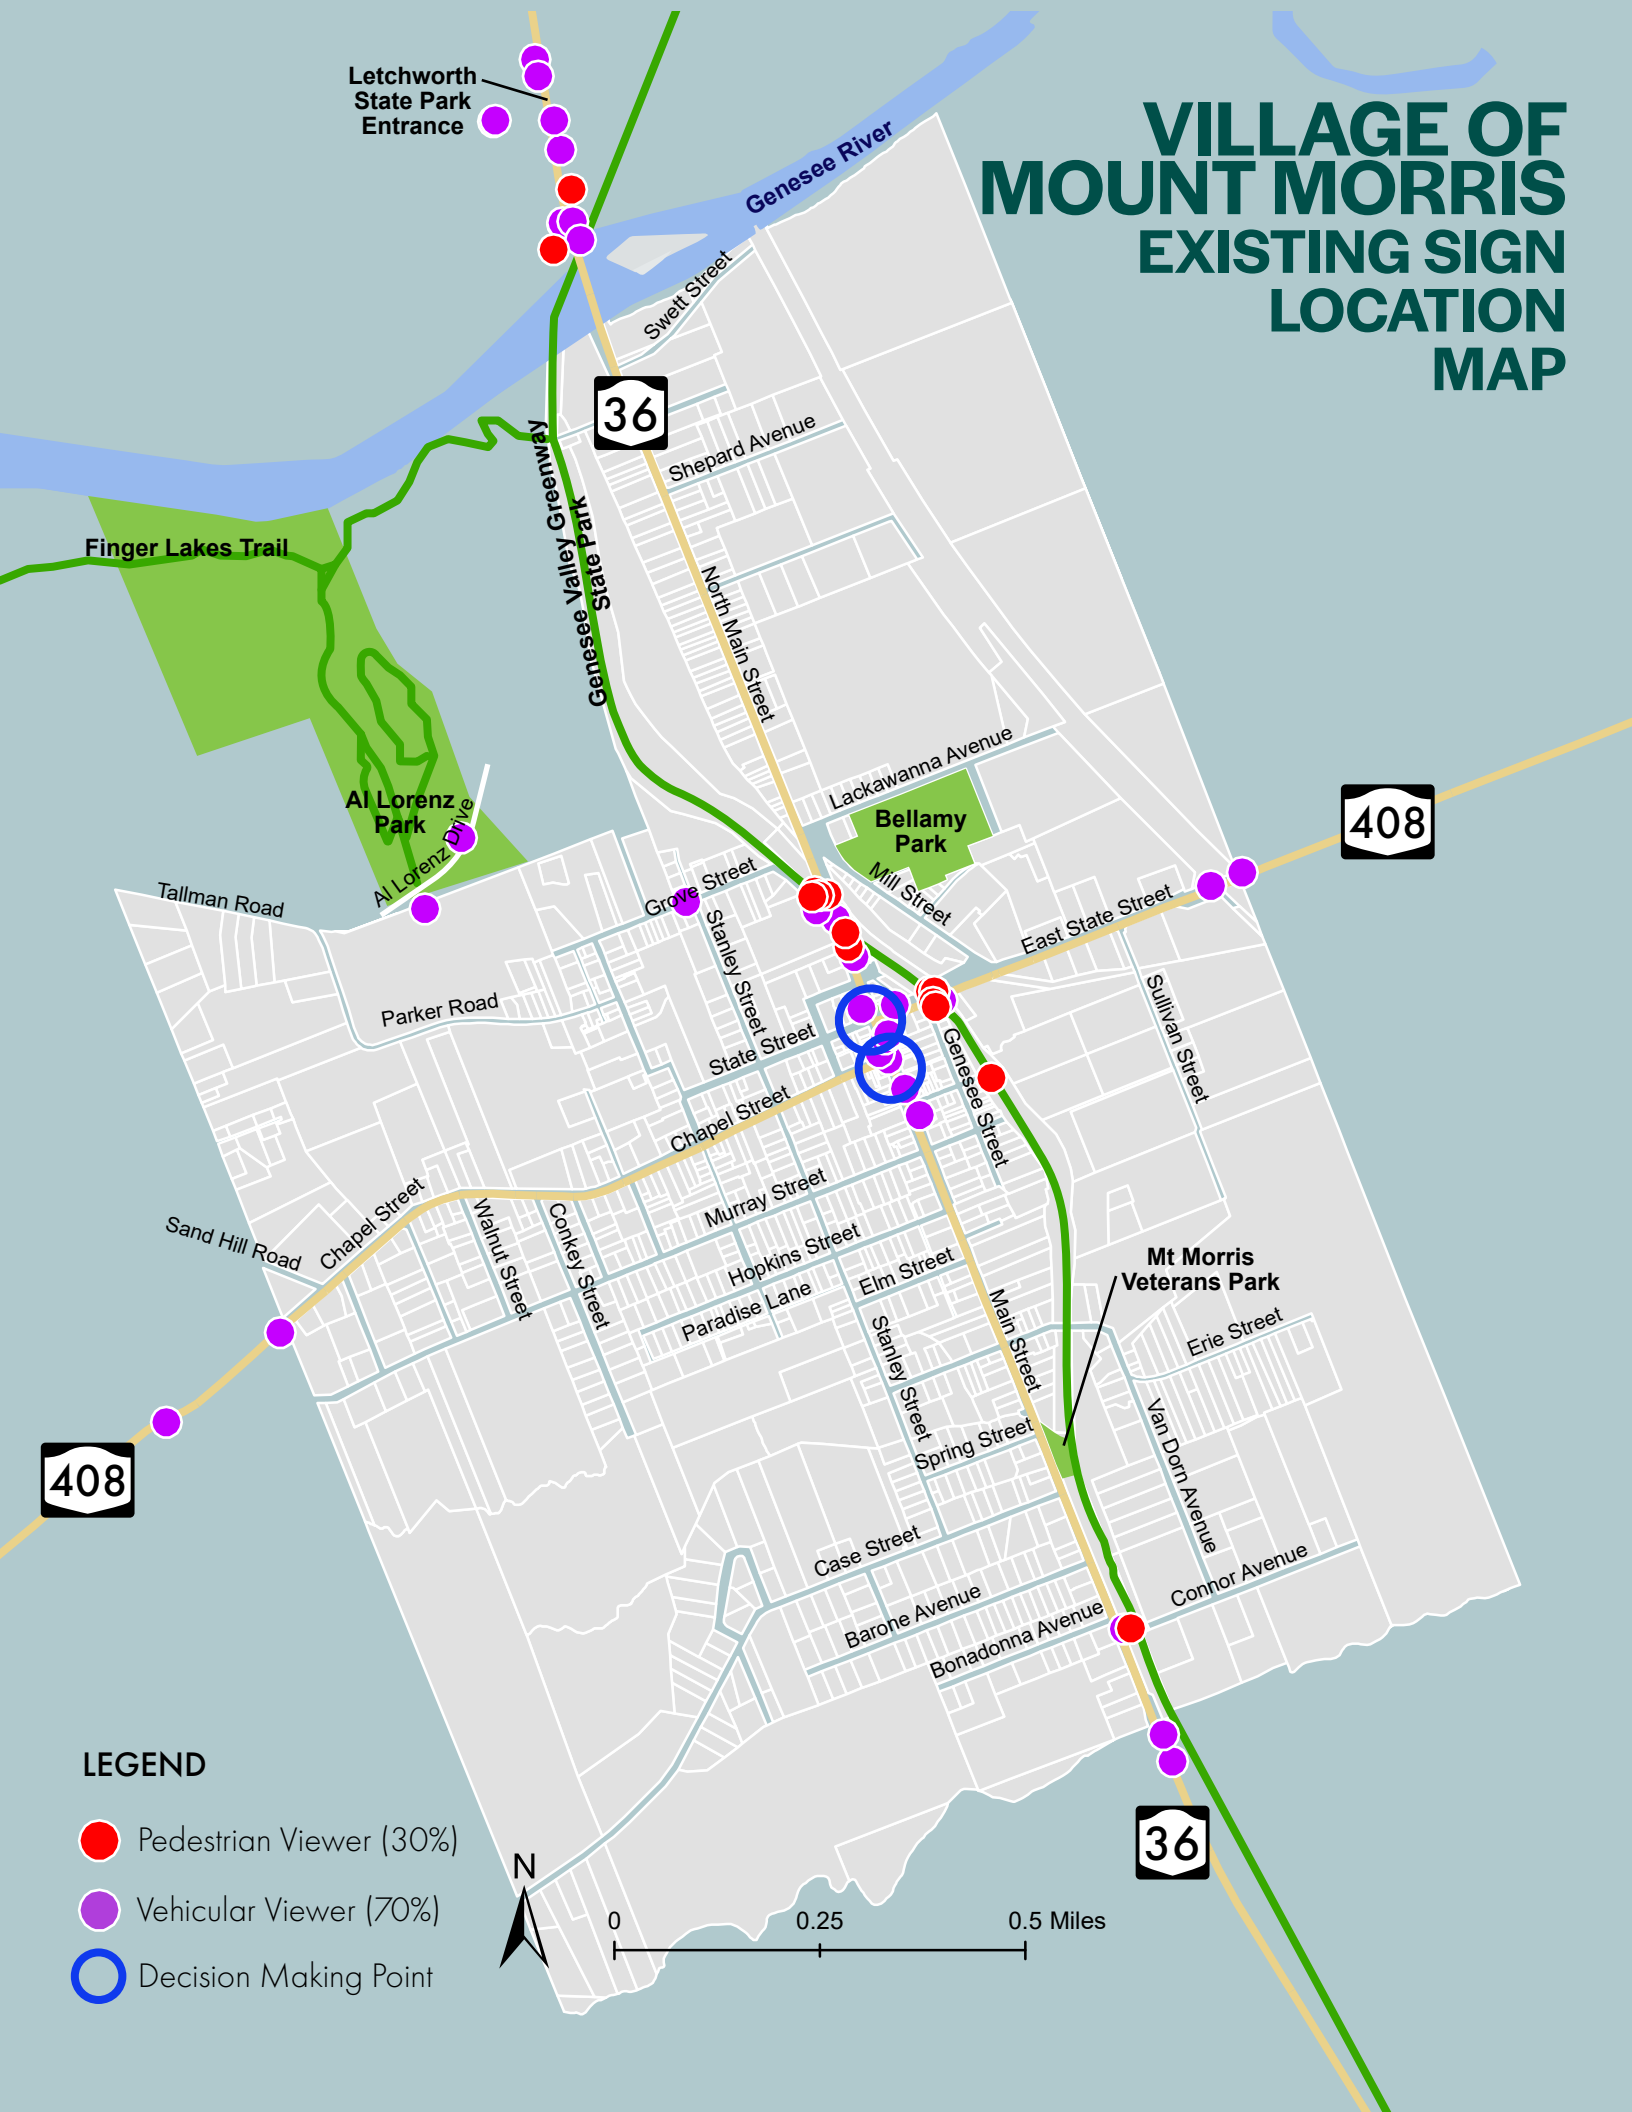 Letchworth
State Park
Entrance
VILLAGE OF
MOUNT MORRIS
EXISTING SIGN
LOCATION
MAP
Genesee River
Swett Street
36
Shepard Avenue
Genesee Valley Greenway
State Park
Finger Lakes Trail
North Main Street
Lackawanna Avenue
Al Lorenz
Park
Al Lorenz Drive
Bellamy
Park
408
Mill Street
Grove Street
Tallman Road
Stanley Street
East State Street
Parker Road
Sullivan Street
State Street
Genesee Street
Chapel Street
Murray Street
Chapel Street
Sand Hill Road
Walnut Street
Conkey Street
Hopkins Street
Elm Street
Paradise Lane
Mt Morris
Veterans Park
Main Street
Erie Street
Stanley Street
Spring Street
Van Dorn Avenue
408
Case Street
Connor Avenue
Barone Avenue
Bonadonna Avenue
36
LEGEND
Pedestrian Viewer (30%)
Vehicular Viewer (70%)
Decision Making Point
N
0 0.25 0.5 Miles